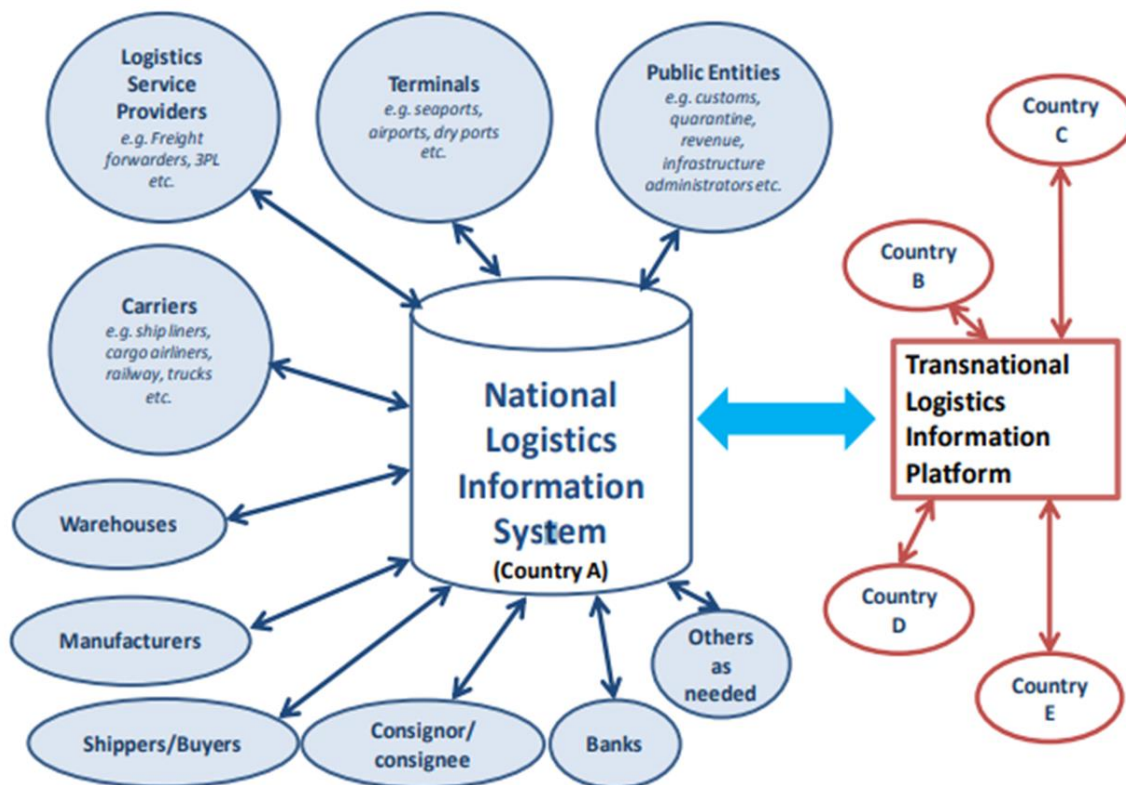 Logistics
Service
Providers
e.g. Freight
forwarders, 3PL
etc.
Terminals
e.g. seaports,
airports, dry ports
etc.
Public Entities
e.g. customs,
quarantine,
revenue,
infrastructure
administrators etc.
Country
C
Country
B
Carriers
e.g. ship liners,
cargo airliners,
railway, trucks
etc.
National
Logistics
Information
System
(Country A)
Transnational
Logistics
Information
Platform
Warehouses
Manufacturers
Shippers/Buyers
Consignor/
consignee
Banks
Others
as
needed
Country
D
Country
E